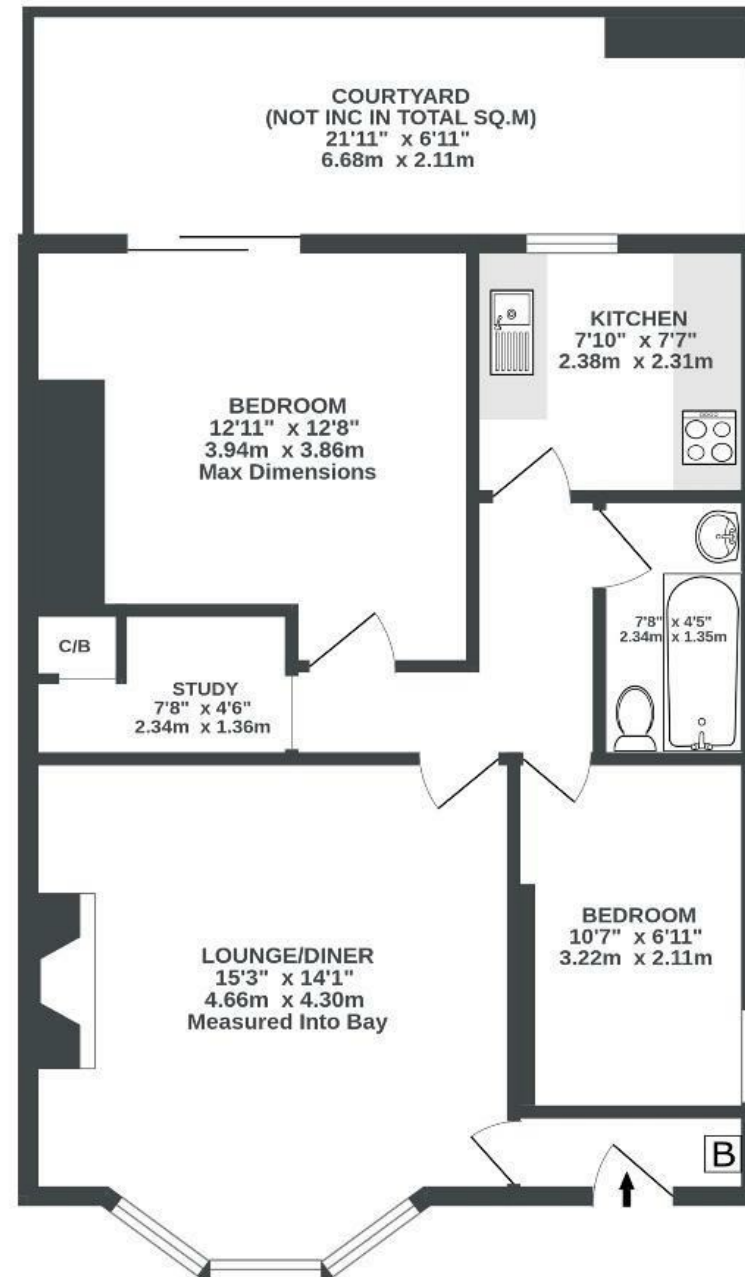 COURTYARD
(NOT INC IN TOTAL SQ.M)
21'11" x 6'11"
6.68m x 2.11m
KITCHEN
7'10" x 7'7"
2.38m x 2.31m
BEDROOM
12'11" x 12'8"
3.94m x 3.86m
Max Dimensions
7'8" x 4'5"
2.34m x 1.35m
C/B
STUDY
7'8" x 4'6"
2.34m x 1.36m
LOUNGE/DINER
15'3" x 14'1"
4.66m x 4.30m
Measured Into Bay
BEDROOM
10'7" x 6'11"
3.22m x 2.11m
B